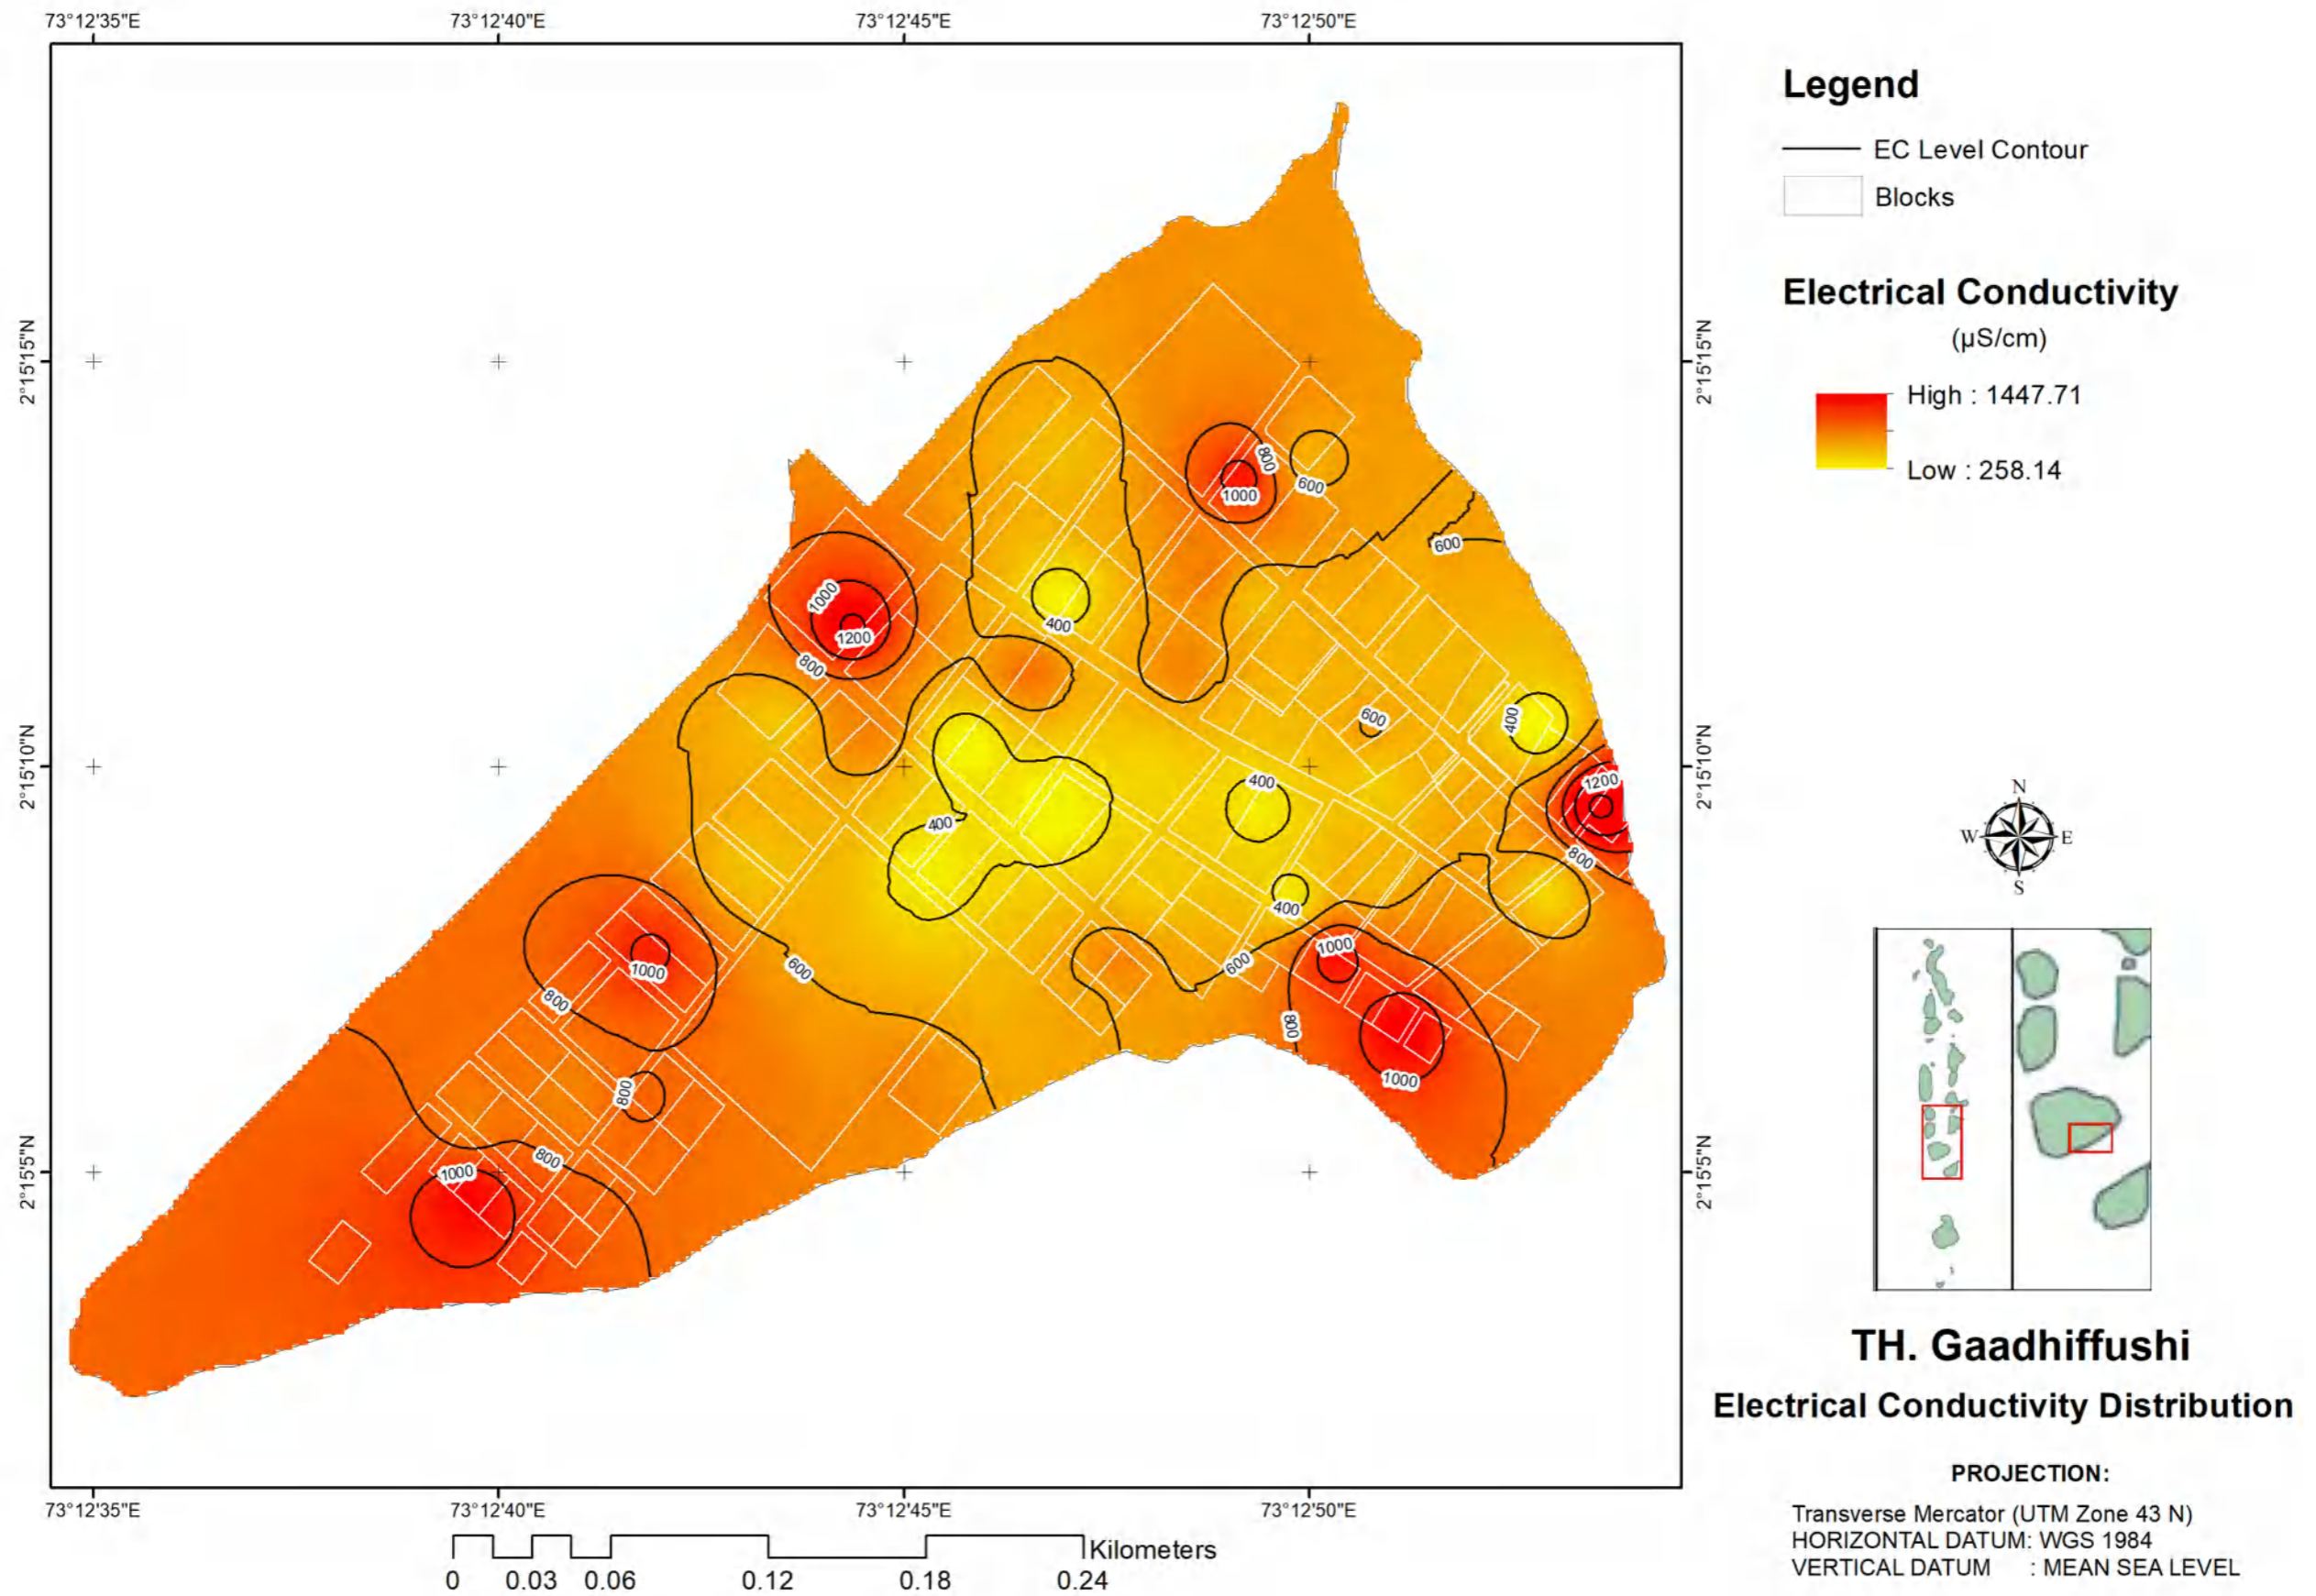 73°12'35"E
73°12'40"E
73°12'45"E
73°12'50"E
2°15'15"N
2°15'15"N
2°15'10"N
2°15'10"N
2°15'5"N
2°15'5"N
800
1000
600
600
1000
1200
800
400
600
400
1200
800
400
400
400
600
1000
800
1000
600
800
1000
800
800
1000
73°12'35"E
73°12'40"E
73°12'45"E
73°12'50"E
Kilometers
0 0.03 0.06 0.12 0.18 0.24
Legend
EC Level Contour
Blocks
Electrical Conductivity
(µS/cm)
High : 1447.71
Low : 258.14
N
W E
S
TH. Gaadhiffushi
Electrical Conductivity Distribution
PROJECTION:
Transverse Mercator (UTM Zone 43 N)
HORIZONTAL DATUM: WGS 1984
VERTICAL DATUM : MEAN SEA LEVEL